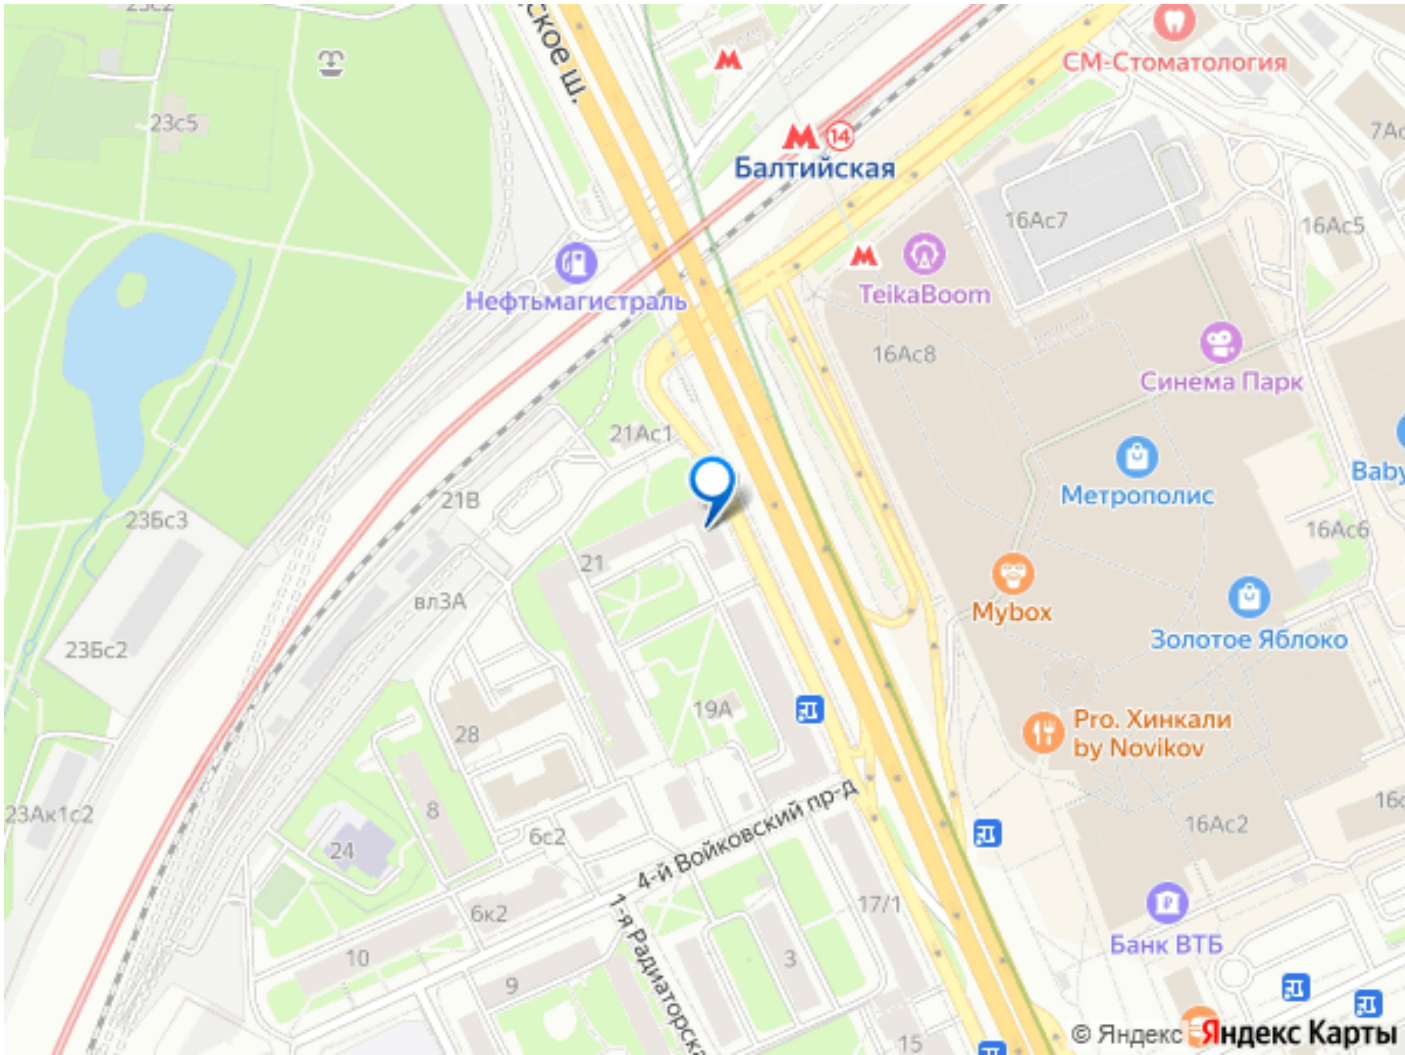 23с2
ское ш.
СМ-Стоматология
23с5
14
Балтийская
7Ас
16Ас7
16Ас5
Нефтьмагистраль
TeikaBoom
16Ас8
Синема Парк
21Ас1
Метрополис
Baby
21В
23Бс3
16Ас6
21
Mybox
вл3А
Золотое Яблоко
23Бс2
19А
28
Pro. Хинкали
by Novikov
23Ак1с2
8
6с2
4-й Войковский пр-д
16с
16Ас2
24
6к2
17/1
1-я Радиаторска
Банк ВТБ
10
3
9
15
© Яндекс Яндекс Карты